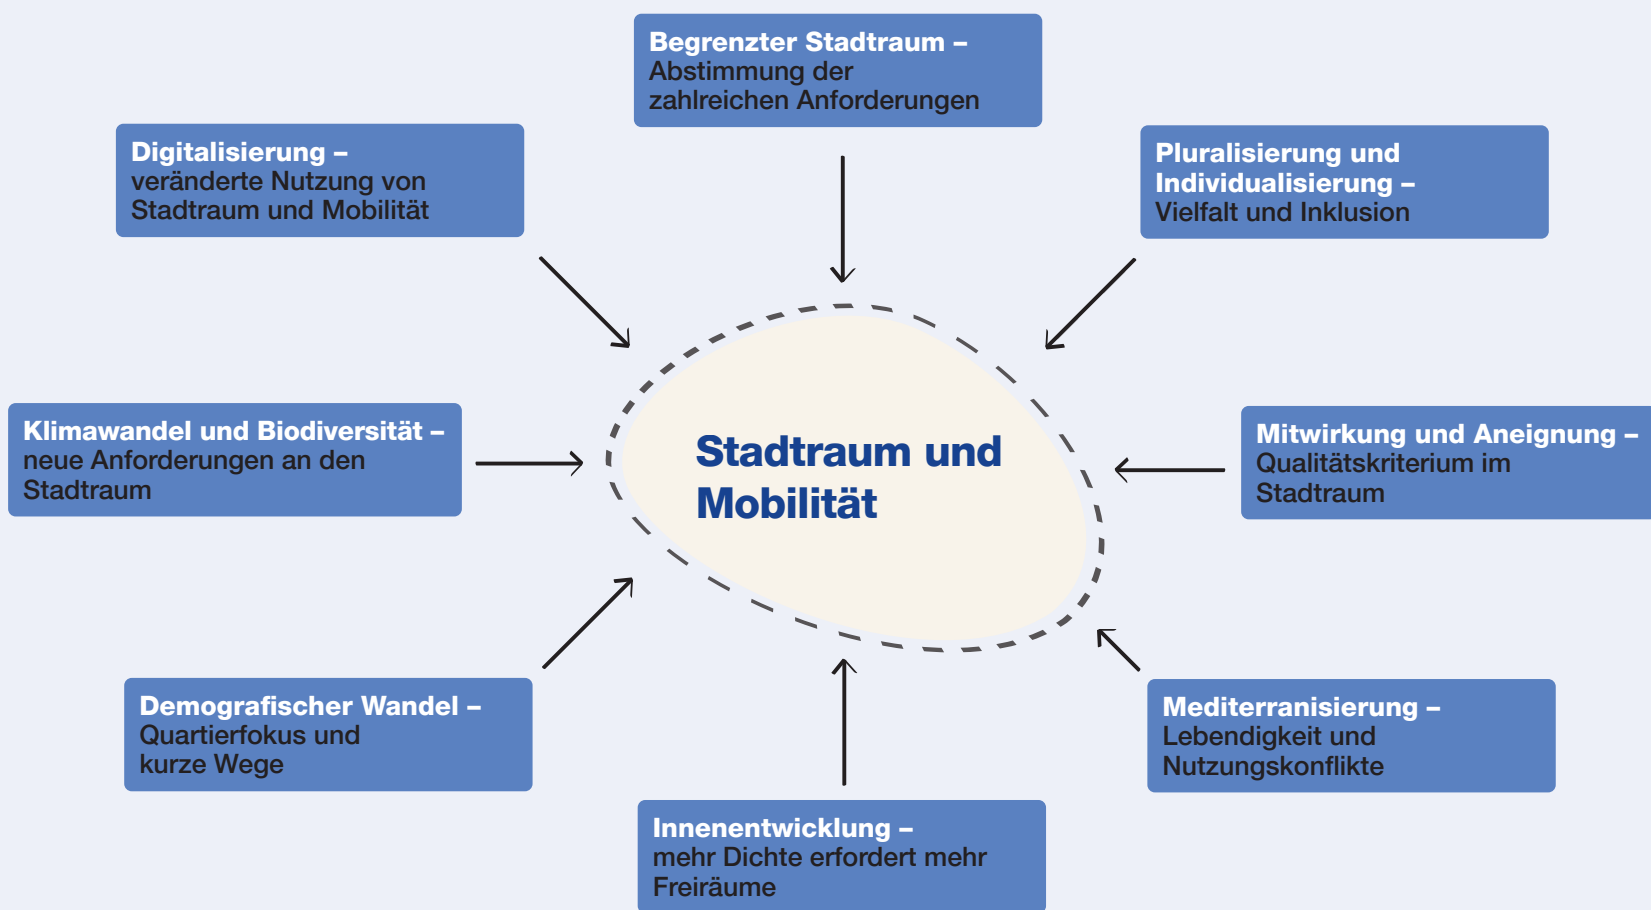 Begrenzter Stadtraum –
Abstimmung der
zahlreichen Anforderungen
Digitalisierung –
veränderte Nutzung von
Stadtraum und Mobilität
Pluralisierung und
Individualisierung –
Vielfalt und Inklusion
Klimawandel und Biodiversität –
neue Anforderungen an den
Stadtraum
Stadtraum und
Mobilität
Mitwirkung und Aneignung –
Qualitätskriterium im
Stadtraum
Demografischer Wandel –
Quartierfokus und
kurze Wege
Mediterranisierung –
Lebendigkeit und
Nutzungskonflikte
Innenentwicklung –
mehr Dichte erfordert mehr
Freiräume